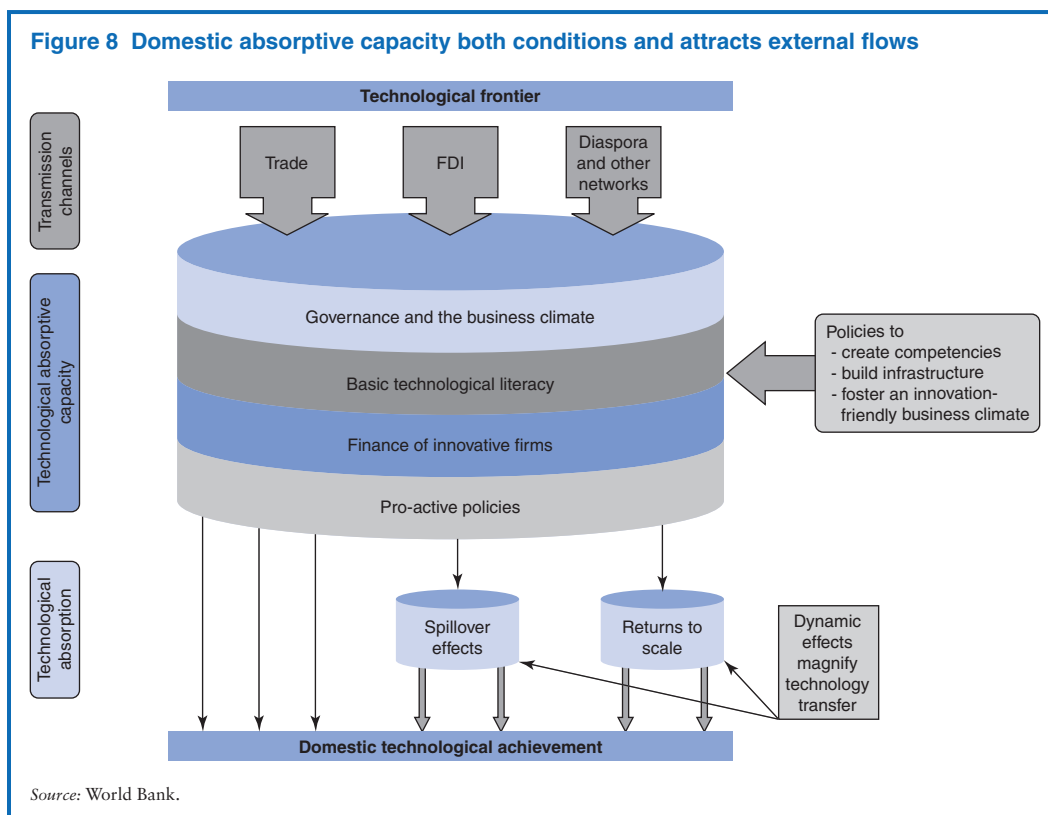 Figure 8 Domestic absorptive capacity both conditions and attracts external flows
Technological frontier
Transmission
channels
Trade
FDI
Diaspora
and other
networks
Technological absorptive
capacity
Governance and the business climate
Basic technological literacy
Finance of innovative firms
Pro-active policies
Policies to
- create competencies
- build infrastructure
- foster an innovation-
friendly business climate
Technological
absorption
Spillover
effects
Returns to
scale
Dynamic
effects
magnify
technology
transfer
Domestic technological achievement
Source: World Bank.